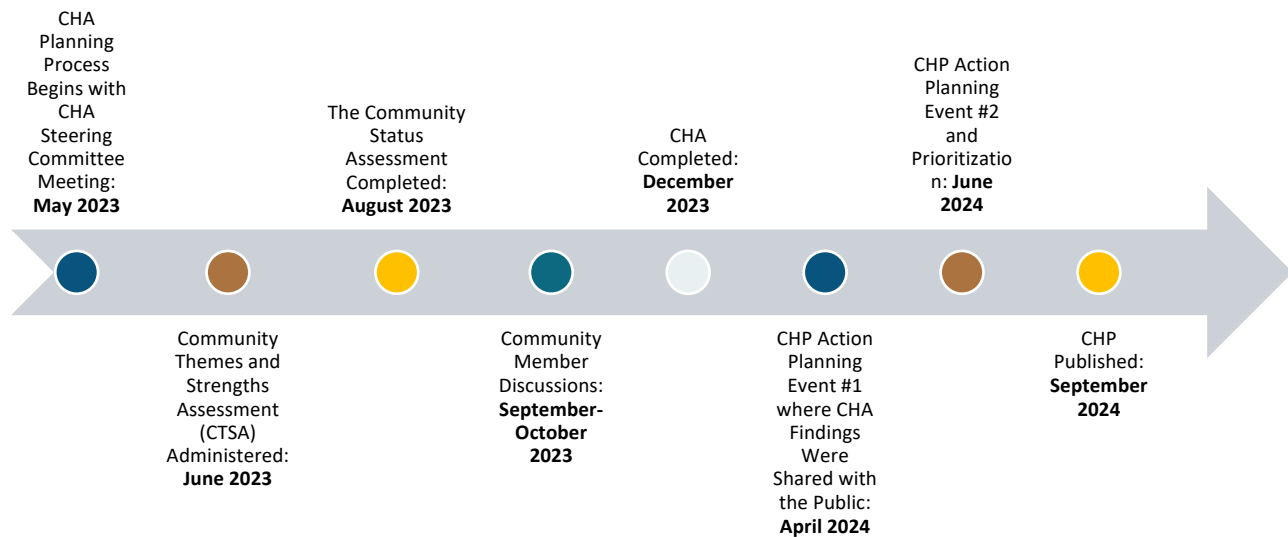 CHA
Planning
Process
Begins with
CHA
Steering
Committee
Meeting:
May 2023
Community
Themes and
Strengths
Assessment
(CTSA)
Administered:
June 2023
The Community
Status
Assessment
Completed:
August 2023
Community
Member
Discussions:
September-
October
2023
CHA
Completed:
December
2023
CHP Action
Planning
Event #1
where CHA
Findings
Were
Shared with
the Public:
April 2024
CHP Action
Planning
Event #2
and
Prioritizatio
n: June
2024
CHP
Published:
September
2024